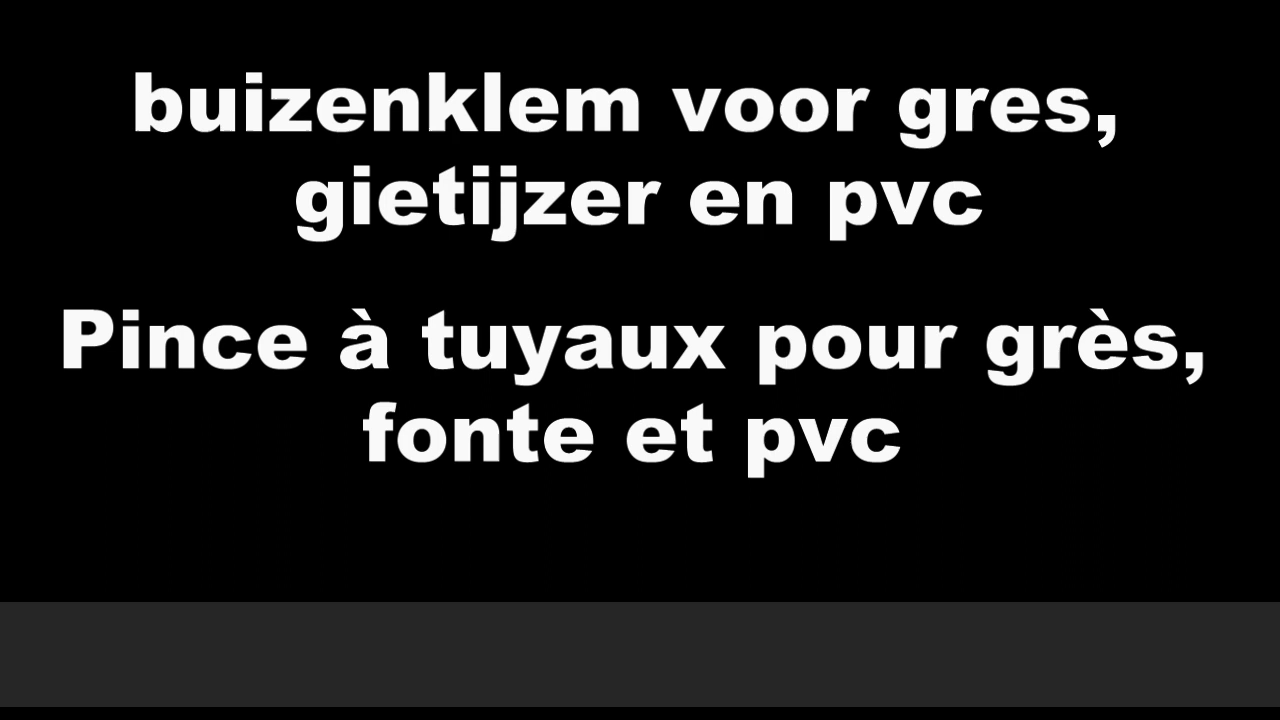 buizenklem voor gres,
gietijzer en pvc
Pince à tuyaux pour grès,
fonte et pvc